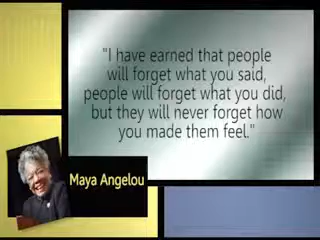 "I have earned that people
will forget what you said,
people will forget what you did,
but they will never forget how
you made them feel."
Maya Angelou